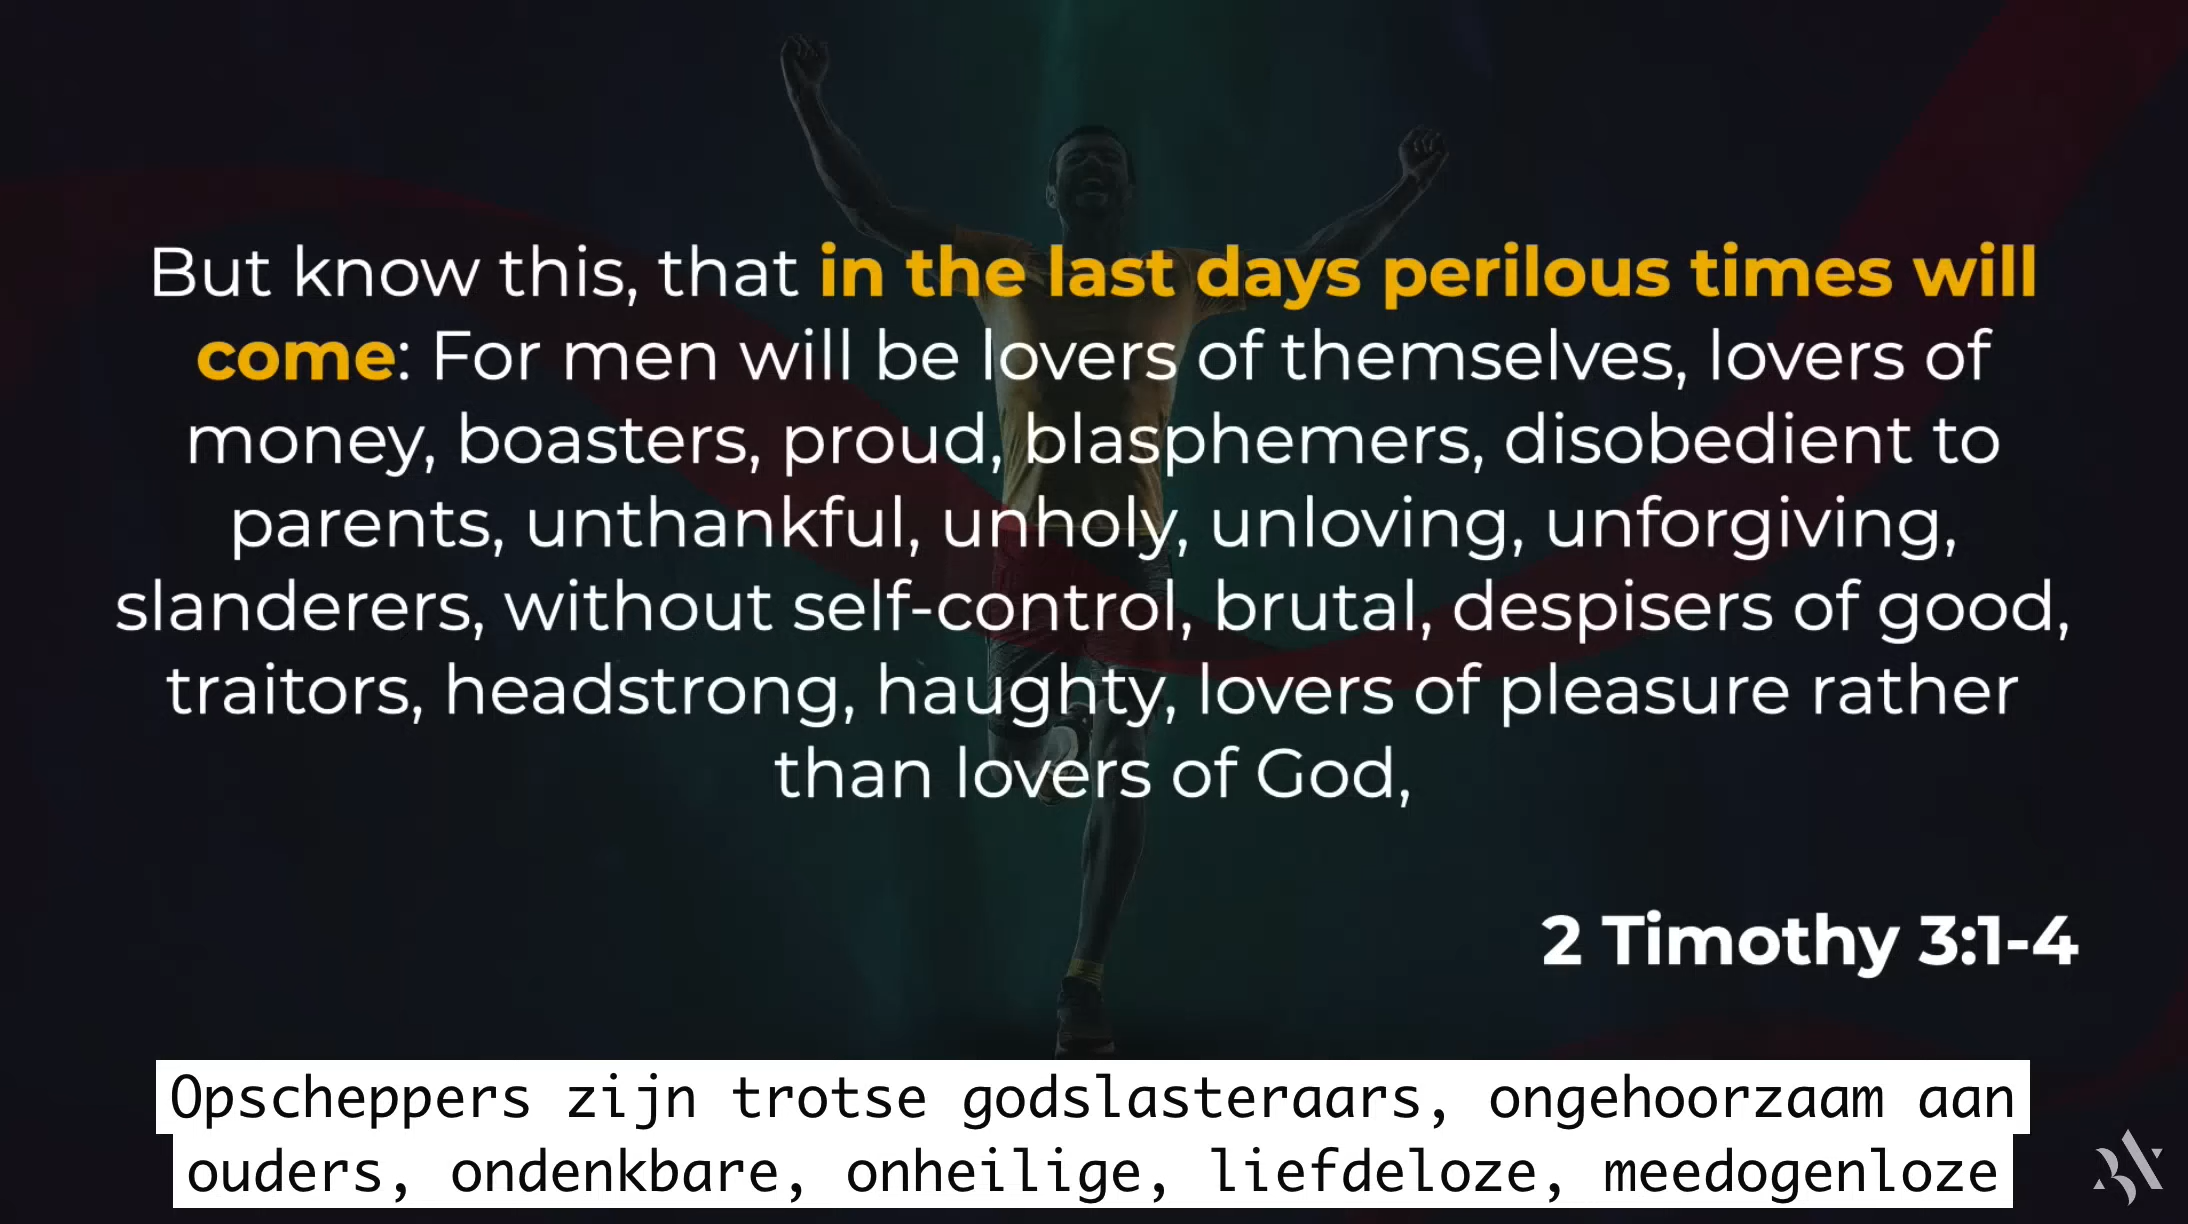 But know this, that in the last days perilous times will
come: For men will be lovers of themselves, lovers of
money, boasters, proud, blasphemers, disobedient to
parents, unthankful, unholy, unloving, unforgiving,
slanderers, without self-control, brutal, despisers of good,
traitors, headstrong, haughty, lovers of pleasure rather
than lovers of God,
2 Timothy 3:1-4
Opscheppers zijn trotse godslasteraars, ongehoorzaam aan
ouders, ondenkbare, onheilige, liefdeloze, meedogenloze